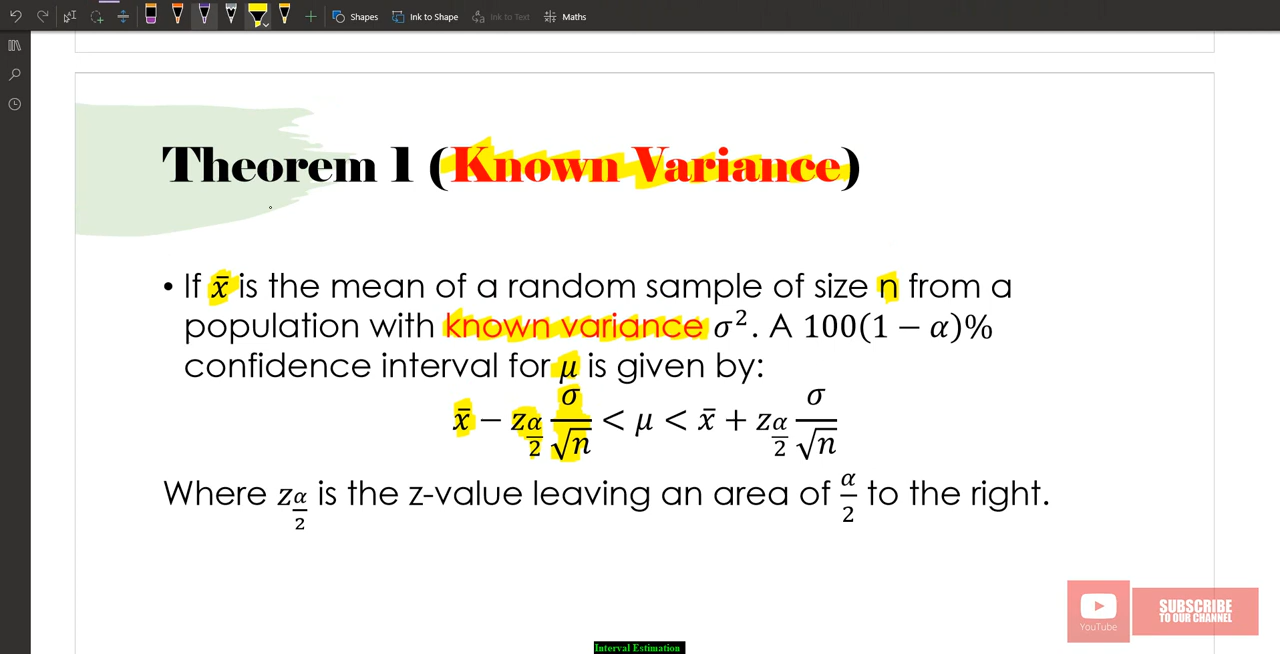 Shapes Ink to Shape Ink to Text Maths
Theorem 1 (Known Variance)
• If x̄ is the mean of a random sample of size n from a
population with known variance σ². A 100(1 − α)%
confidence interval for μ is given by:
x̄ − z_{α/2} σ/√n < μ < x̄ + z_{α/2} σ/√n
Where z_{α/2} is the z-value leaving an area of α/2 to the right.
YouTube
SUBSCRIBE
TO OUR CHANNEL
Interval Estimation